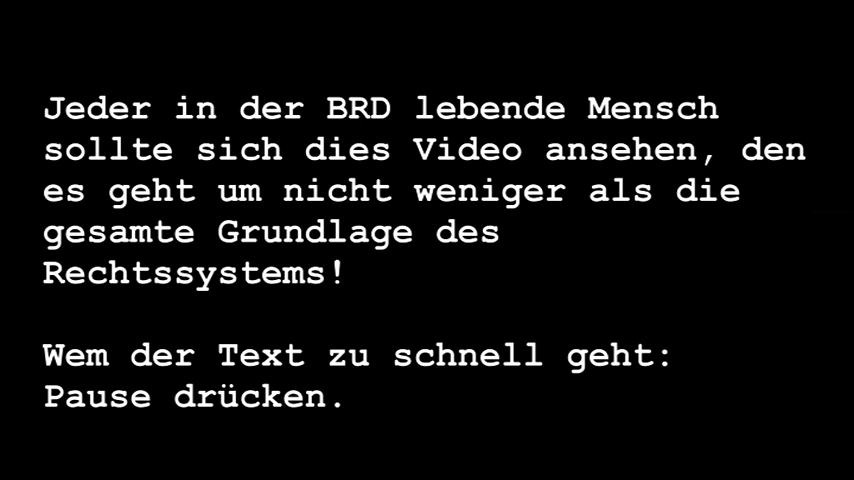 Jeder in der BRD lebende Mensch
sollte sich dies Video ansehen, den
es geht um nicht weniger als die
gesamte Grundlage des
Rechtssystems!
Wem der Text zu schnell geht:
Pause drücken.